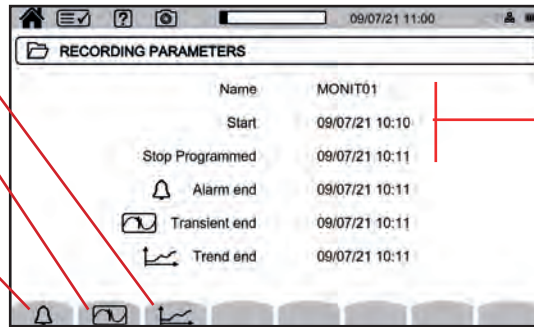 09/07/21 11:00
RECORDING PARAMETERS
Name MONIT01
Start 09/07/21 10:10
Stop Programmed 09/07/21 10:11
Alarm end 09/07/21 10:11
Transient end 09/07/21 10:11
Trend end 09/07/21 10:11